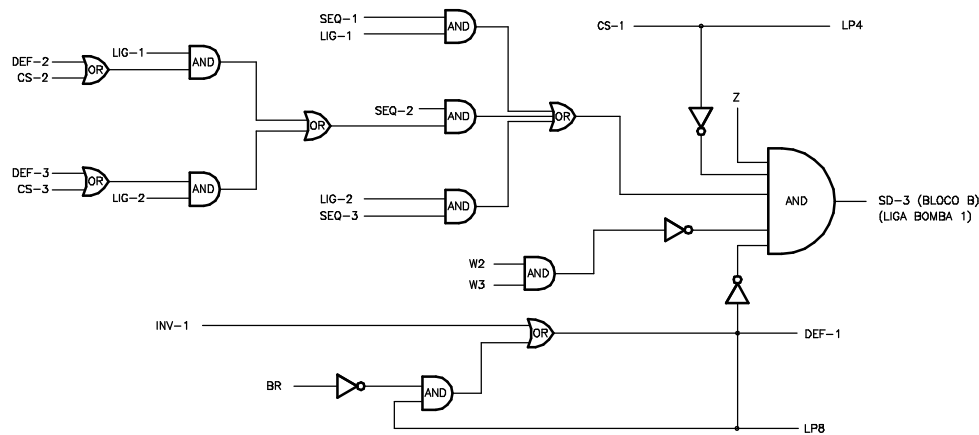 SEQ-1
LIG-1
AND
CS-1
LP4
DEF-2
CS-2
OR
LIG-1
AND
OR
SEQ-2
AND
OR
Z
DEF-3
CS-3
OR
LIG-2
AND
LIG-2
SEQ-3
AND
AND
SD-3 (BLOCO B)
(LIGA BOMBA 1)
W2
W3
AND
INV-1
OR
DEF-1
BR
AND
LP8